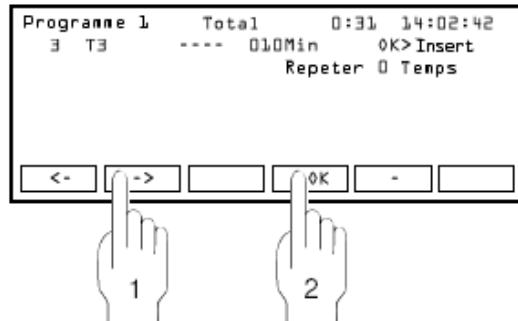 Programme 1 Total 0:31 14:02:42
3 T3 ---- 010Min OK>Insert
Repeter 0 Temps
<- -> OK -
1 2